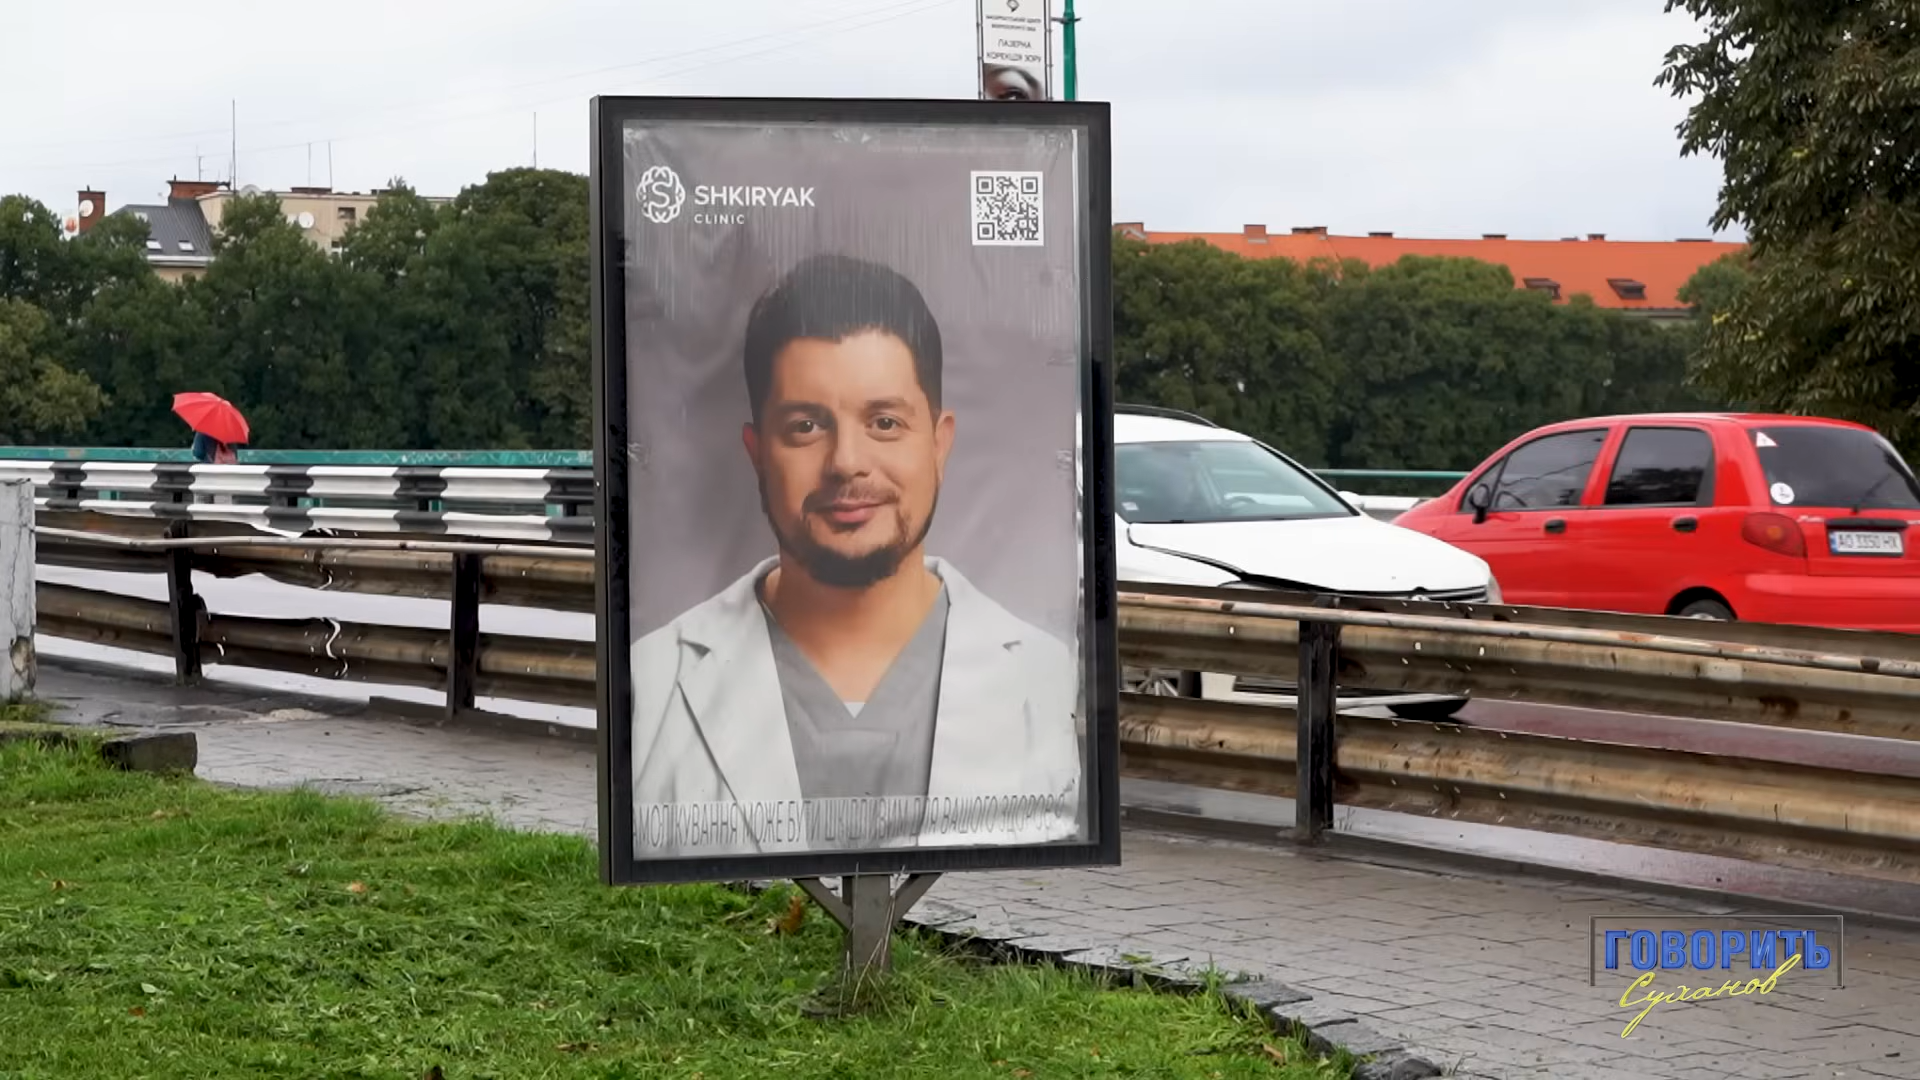 ЛАЗЕРНА
КОРЕКЦІЯ ЗОРУ
SHKIRYAK
CLINIC
АМОЛІКУВАННЯ МОЖЕ БУТИ ШКІДЛИВИМ ДЛЯ ВАШОГО ЗДОРОВ'Я
АО 3350 НХ
ГОВОРИТЬ
Суханов